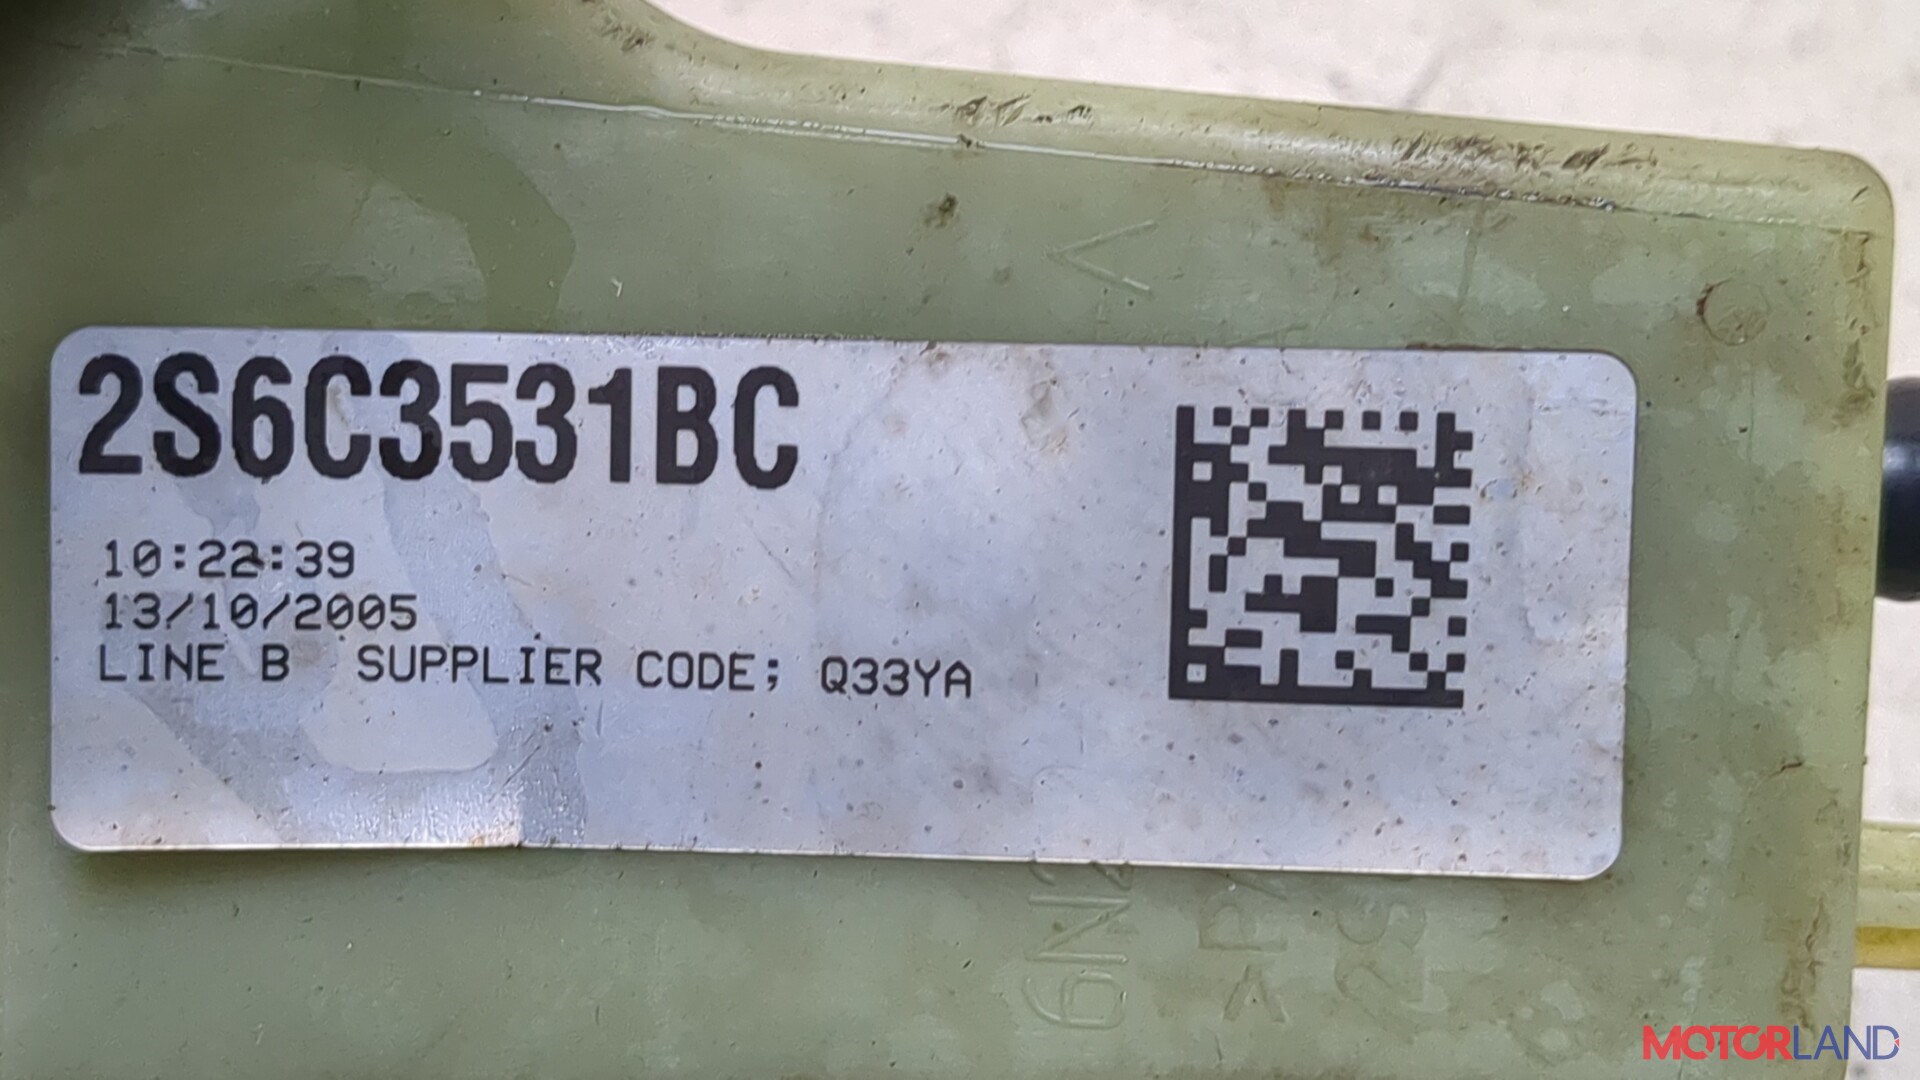 2S6C3531BC
10:22:39
13/10/2005
LINE B SUPPLIER CODE; Q33YA
MOTORLAND